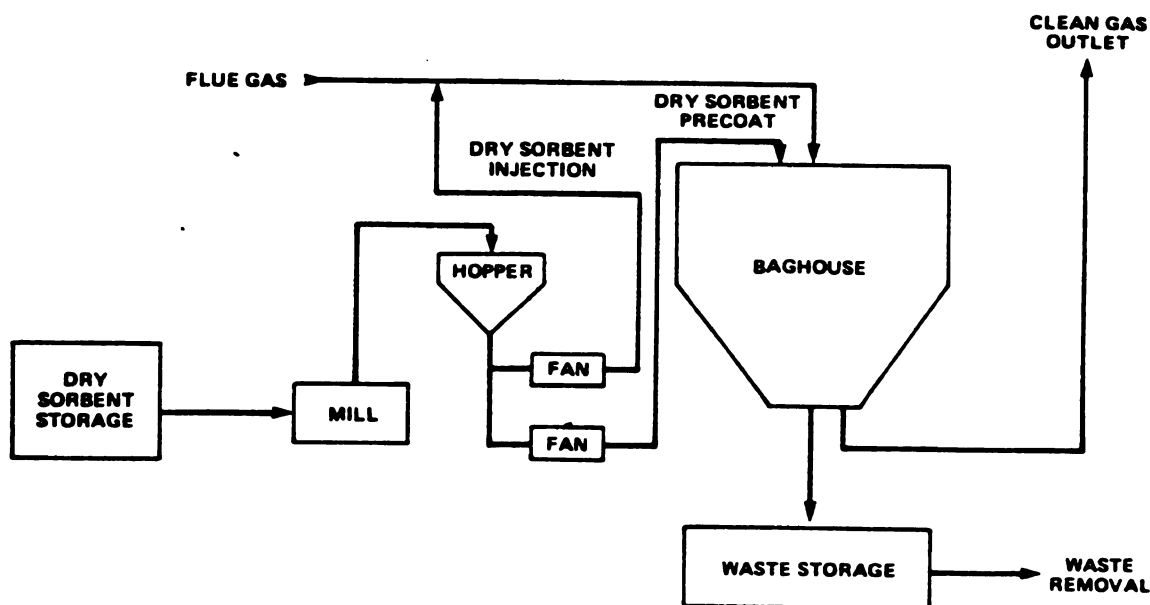 CLEAN GAS
OUTLET
FLUE GAS
DRY SORBENT
PRECOAT
DRY SORBENT
INJECTION
HOPPER
BAGHOUSE
FAN
DRY
SORBENT
STORAGE
MILL
FAN
WASTE STORAGE
WASTE
REMOVAL